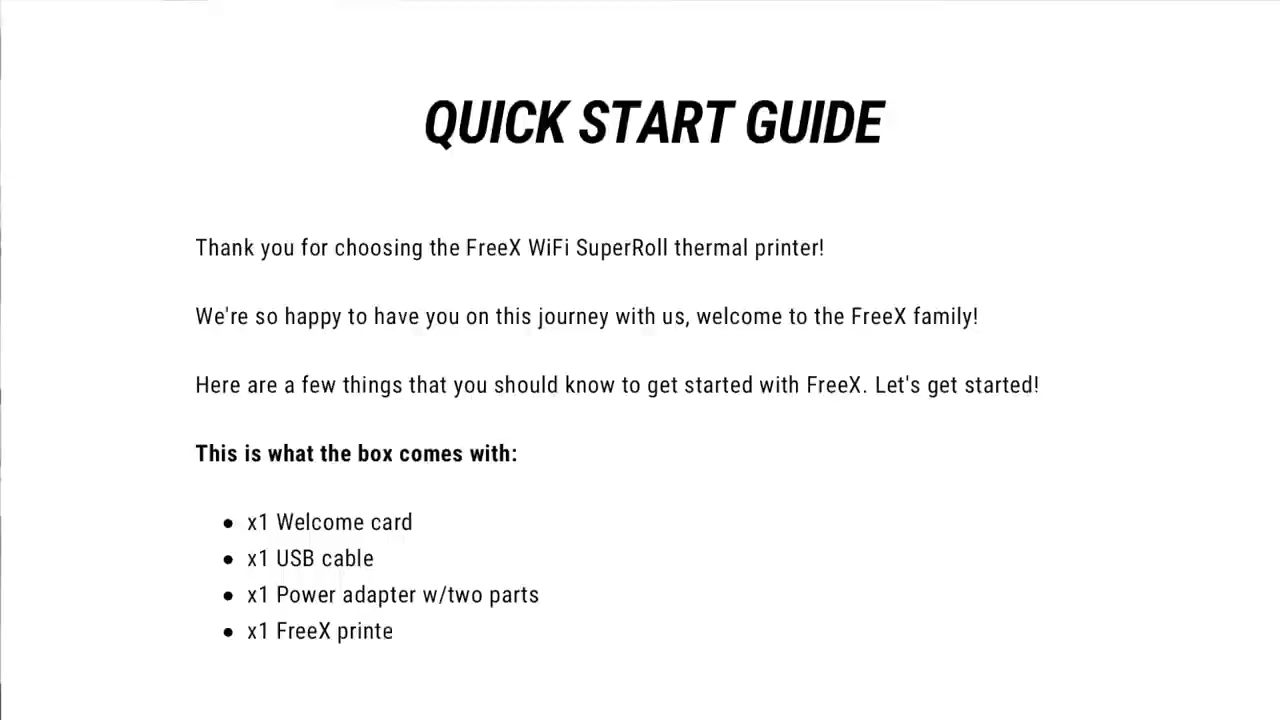 QUICK START GUIDE
Thank you for choosing the FreeX WiFi SuperRoll thermal printer!
We're so happy to have you on this journey with us, welcome to the FreeX family!
Here are a few things that you should know to get started with FreeX. Let's get started!
This is what the box comes with:
• x1 Welcome card
• x1 USB cable
• x1 Power adapter w/two parts
• x1 FreeX printe